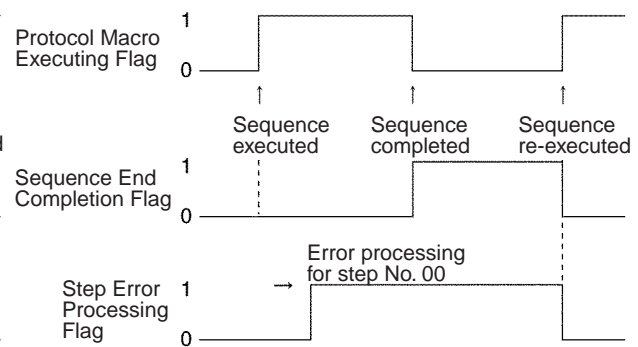 Protocol Macro
Executing Flag
1
0
Sequence
executed
Sequence
completed
Sequence
re-executed
d
Sequence End
Completion Flag
1
0
Error processing
for step No. 00
Step Error
Processing
Flag
1
0